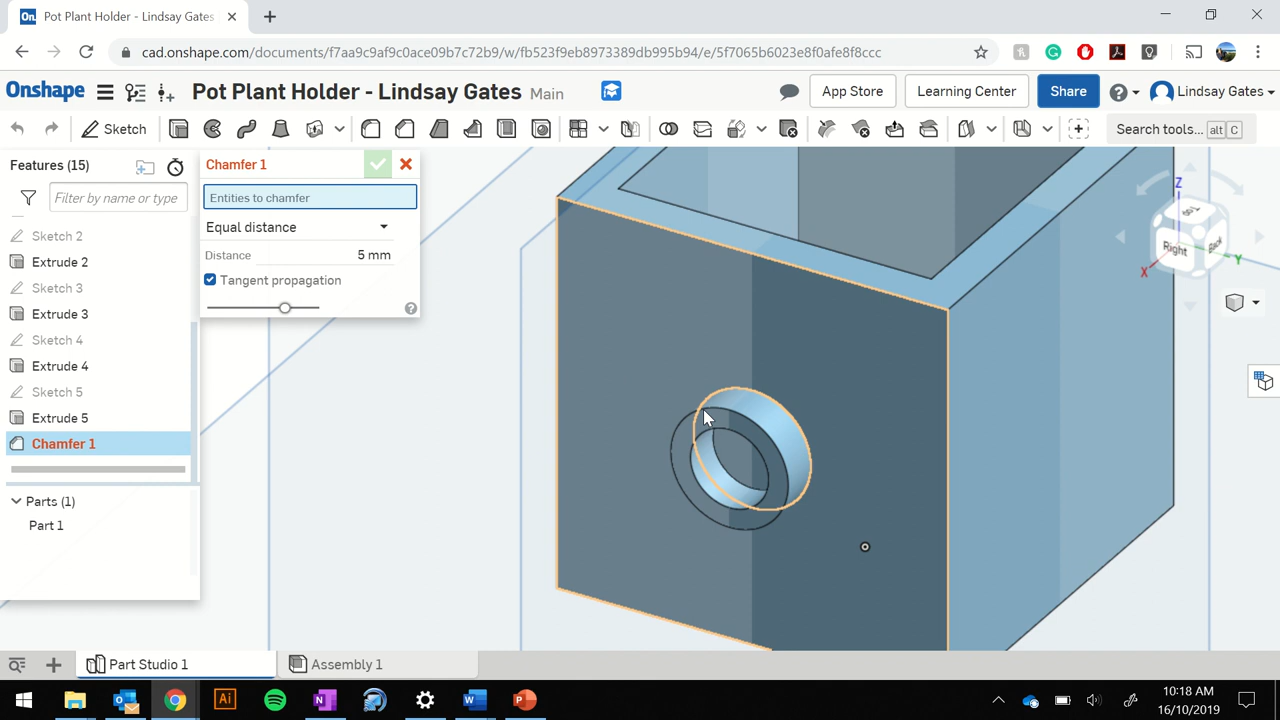 On Pot Plant Holder - Lindsay Gates
cad.onshape.com/documents/f7aa9c9af9c0ace09b7c72b9/w/fb523f9eb8973389db995b94/e/5f7065b6023e8f0afe8f8ccc
Onshape Pot Plant Holder - Lindsay Gates Main App Store Learning Center Share Lindsay Gates
Sketch Search tools... alt C
Features (15)
Filter by name or type
Sketch 2
Extrude 2
Sketch 3
Extrude 3
Sketch 4
Extrude 4
Sketch 5
Extrude 5
Chamfer 1
Parts (1)
Part 1
Chamfer 1
Entities to chamfer
Equal distance
Distance 5 mm
Tangent propagation
Z
Top
Right
Back
X
Y
Part Studio 1
Assembly 1
Ai
10:18 AM
16/10/2019